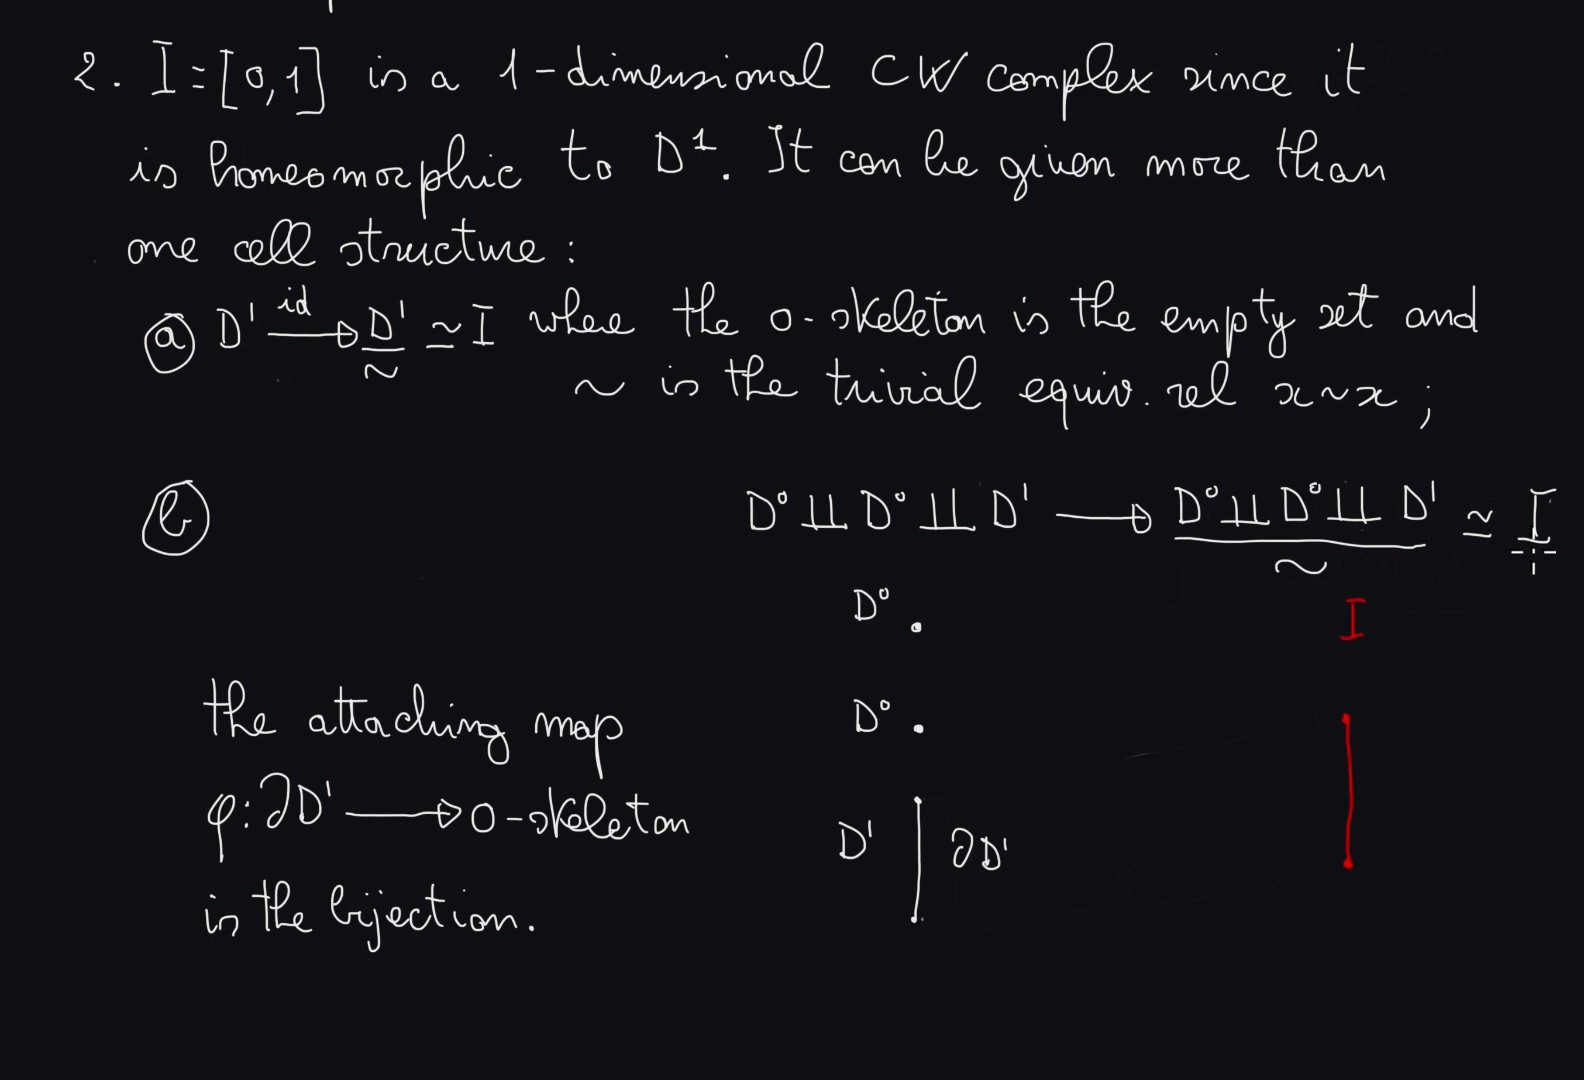 2. I=[0,1] is a 1-dimensional CW complex since it
is homeomorphic to D¹. It can be given more than
one cell structure:
ⓐ D¹ —id→ D¹/~ ≃ I where the 0-skeleton is the empty set and
~ is the trivial equiv. rel x~x;
ⓑ D⁰ ⨿ D⁰ ⨿ D¹ ⟶ D⁰ ⨿ D⁰ ⨿ D¹/~ ≃ I
D⁰
I
the attaching map
D⁰
φ: ∂D¹ ⟶ 0-skeleton
D¹ ∂D¹
is the bijection.